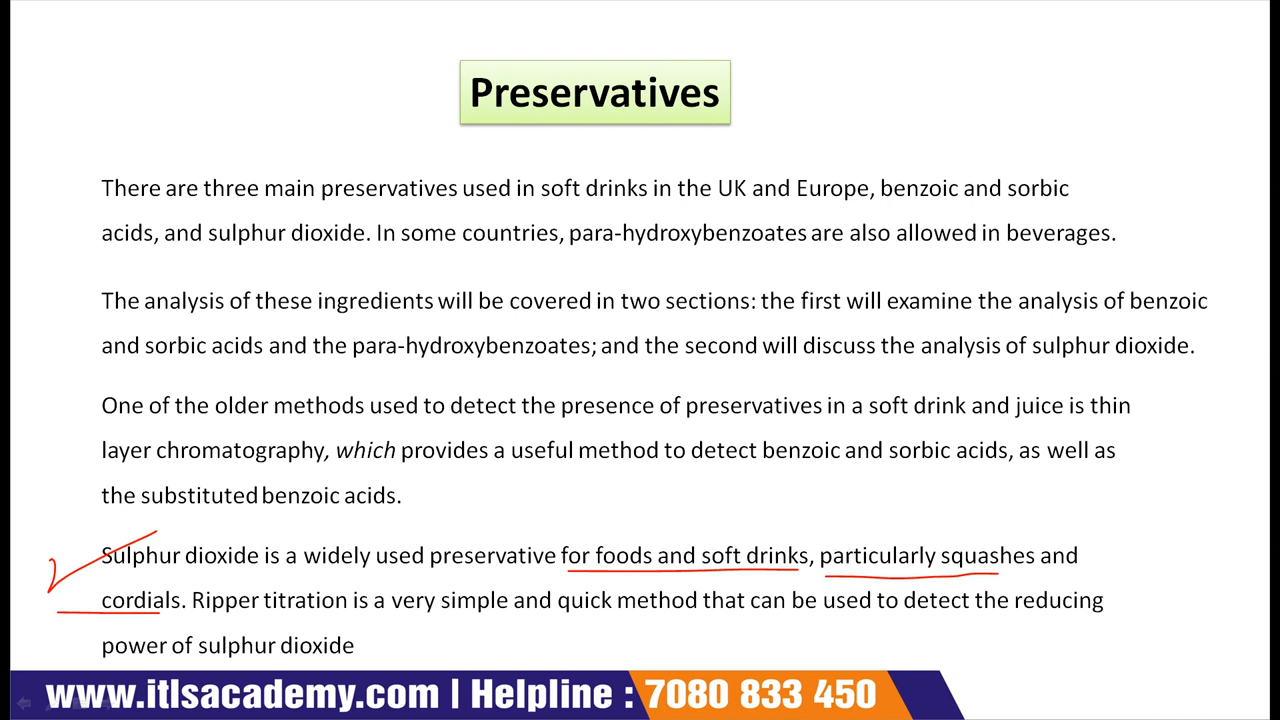 Preservatives
There are three main preservatives used in soft drinks in the UK and Europe, benzoic and sorbic
acids, and sulphur dioxide. In some countries, para-hydroxybenzoates are also allowed in beverages.
The analysis of these ingredients will be covered in two sections: the first will examine the analysis of benzoic
and sorbic acids and the para-hydroxybenzoates; and the second will discuss the analysis of sulphur dioxide.
One of the older methods used to detect the presence of preservatives in a soft drink and juice is thin
layer chromatography, which provides a useful method to detect benzoic and sorbic acids, as well as
the substituted benzoic acids.
Sulphur dioxide is a widely used preservative for foods and soft drinks, particularly squashes and
cordials. Ripper titration is a very simple and quick method that can be used to detect the reducing
power of sulphur dioxide
www.itlsacademy.com | Helpline : 7080 833 450